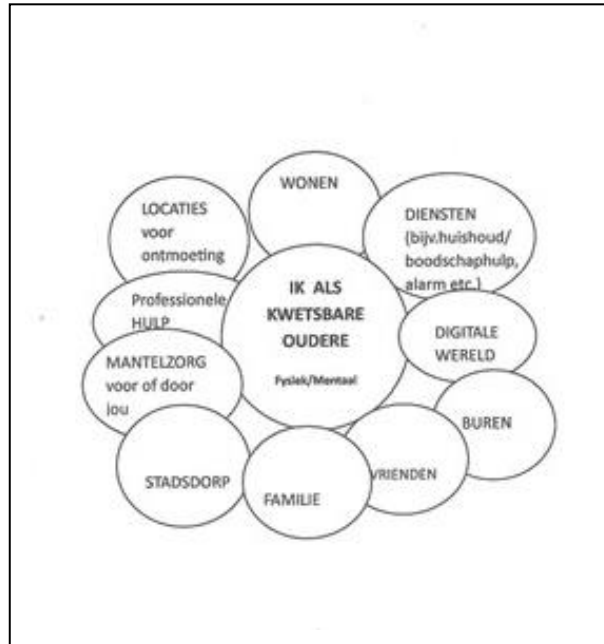 WONEN
LOCATIES
voor
ontmoeting
DIENSTEN
(bijv.huishoud/
boodschaphulp,
alarm etc.)
IK ALS
KWETSBARE
OUDERE
Fysiek/Mentaal
Professionele
HULP
DIGITALE
WERELD
MANTELZORG
voor of door
jou
BUREN
STADSDORP
FAMILIE
VRIENDEN